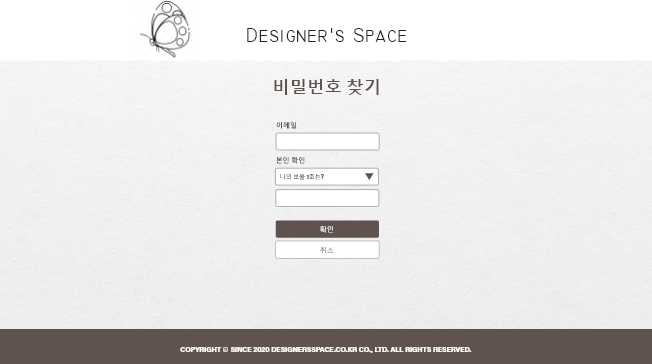 DESIGNER'S SPACE
비밀번호 찾기
이메일
본인 확인
나의 보물 1호는?
확인
취소
COPYRIGHT © SINCE 2020 DESIGNERSSPACE.CO.KR CO., LTD. ALL RIGHTS RESERVED.